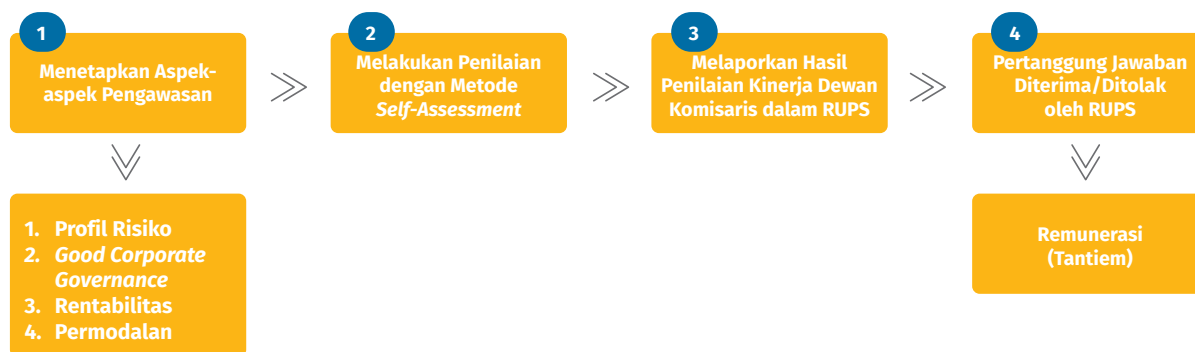 1
Menetapkan Aspek-
aspek Pengawasan
2
Melakukan Penilaian
dengan Metode
Self-Assessment
3
Melaporkan Hasil
Penilaian Kinerja Dewan
Komisaris dalam RUPS
4
Pertanggung Jawaban
Diterima/Ditolak
oleh RUPS
1. Profil Risiko
2. Good Corporate
Governance
3. Rentabilitas
4. Permodalan
Remunerasi
(Tantiem)